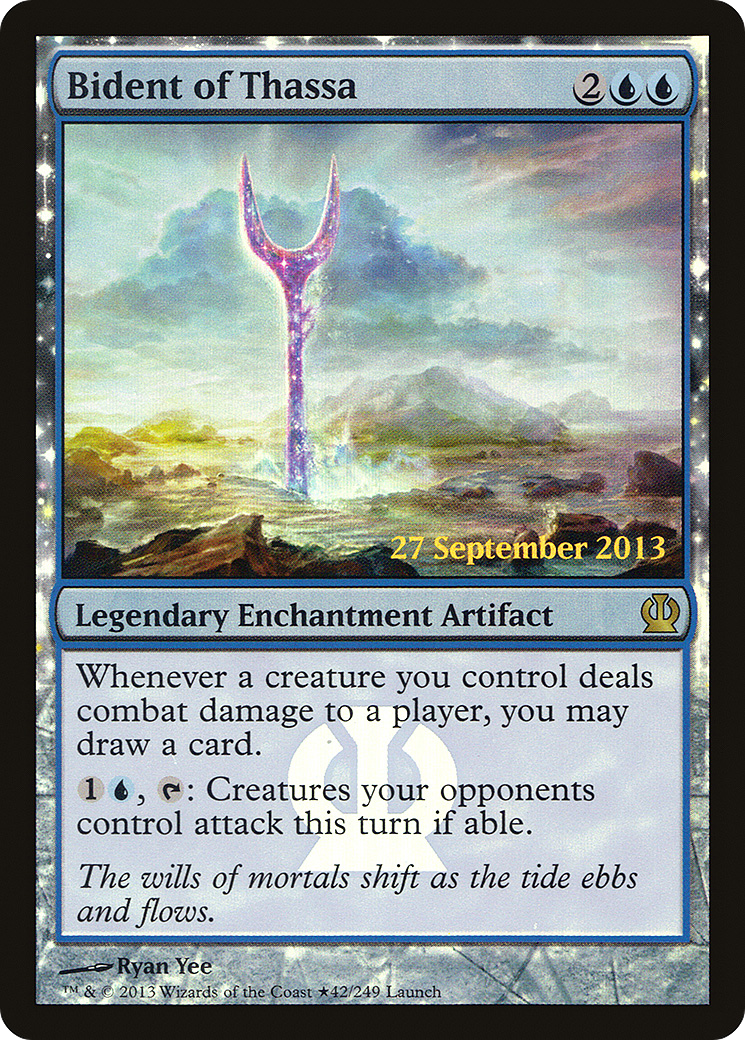 Bident of Thassa 2
27 September 2013
Legendary Enchantment Artifact
Whenever a creature you control deals
combat damage to a player, you may
draw a card.
1 , : Creatures your opponents
control attack this turn if able.
The wills of mortals shift as the tide ebbs
and flows.
Ryan Yee
™ & © 2013 Wizards of the Coast ★42/249 Launch